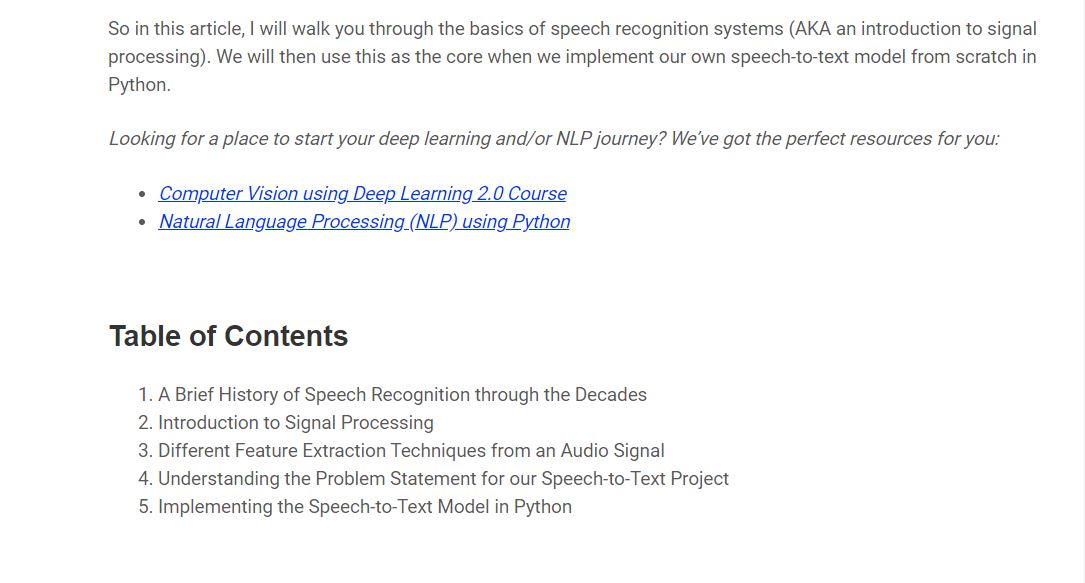 So in this article, I will walk you through the basics of speech recognition systems (AKA an introduction to signal
processing). We will then use this as the core when we implement our own speech-to-text model from scratch in
Python.
Looking for a place to start your deep learning and/or NLP journey? We’ve got the perfect resources for you:
• Computer Vision using Deep Learning 2.0 Course
• Natural Language Processing (NLP) using Python
Table of Contents
1. A Brief History of Speech Recognition through the Decades
2. Introduction to Signal Processing
3. Different Feature Extraction Techniques from an Audio Signal
4. Understanding the Problem Statement for our Speech-to-Text Project
5. Implementing the Speech-to-Text Model in Python